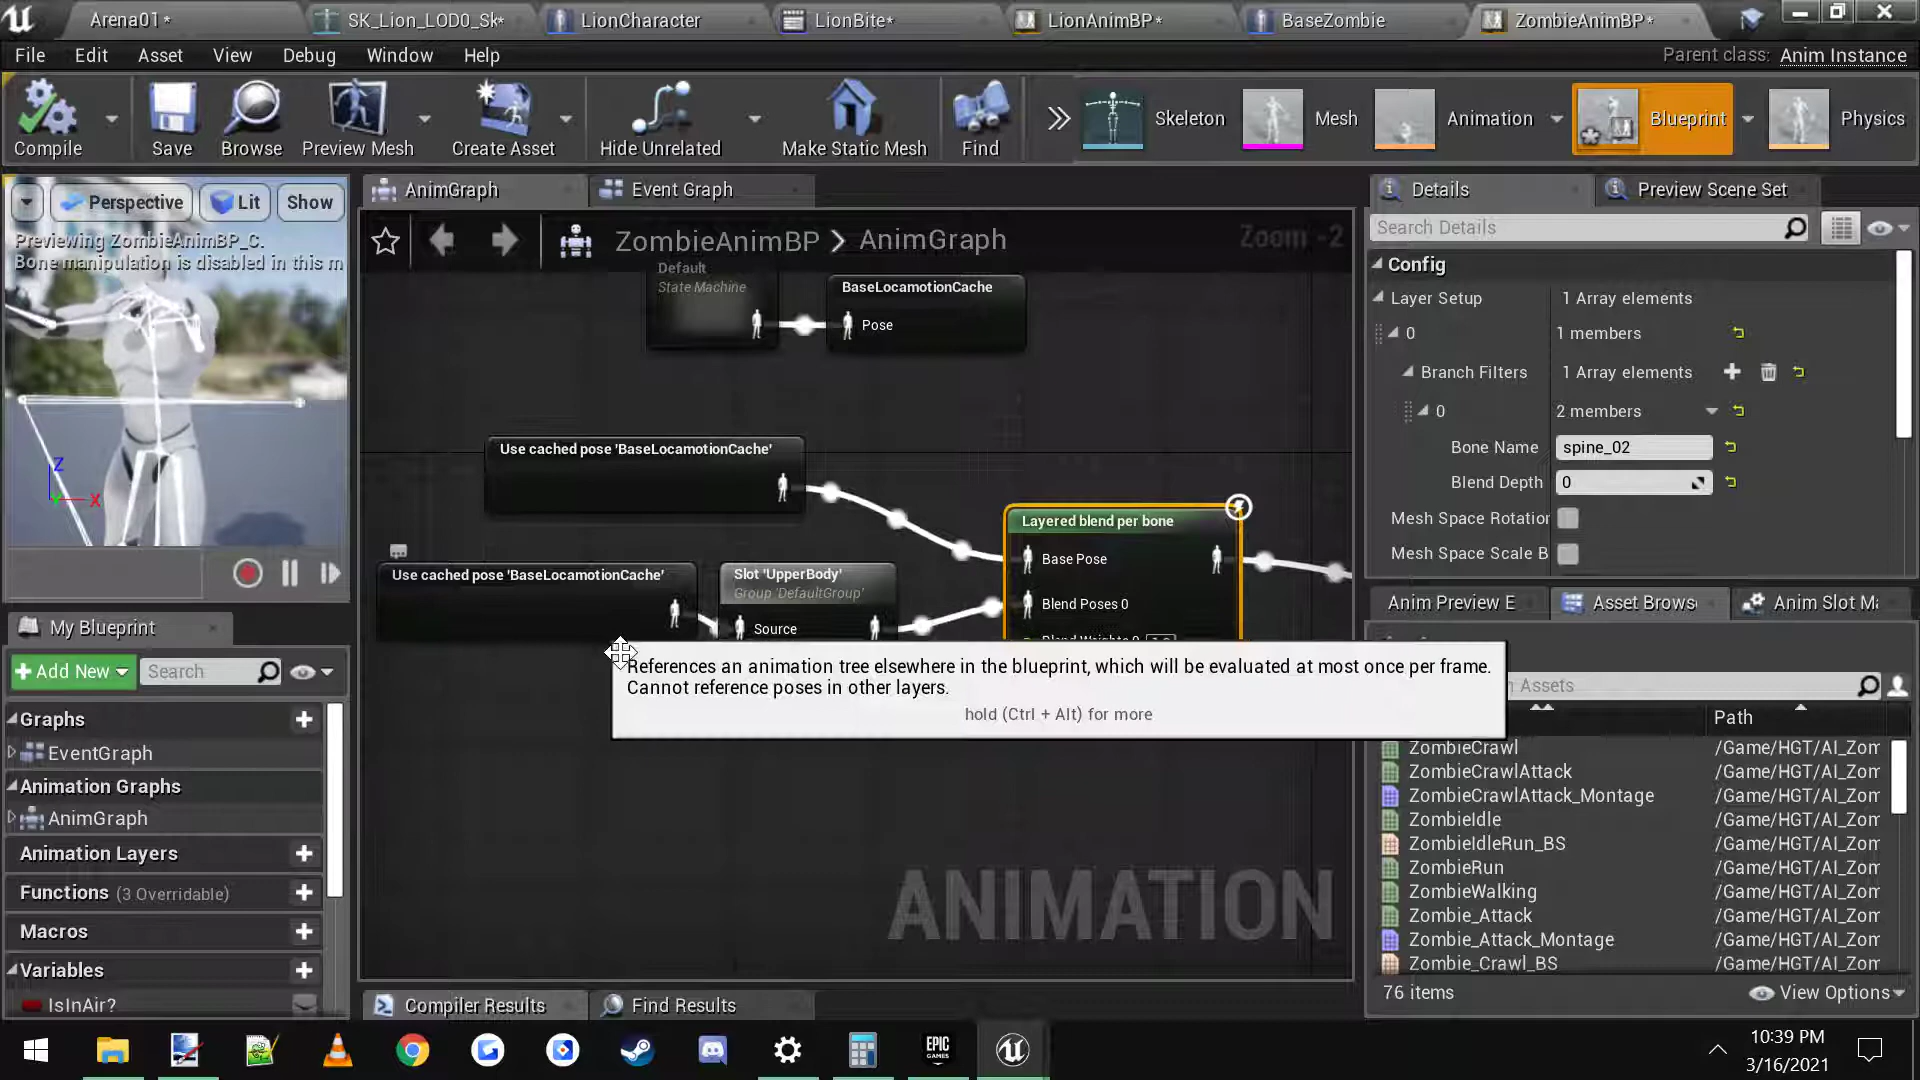 Arena01*
SK_Lion_LOD0_Sk*
LionCharacter
LionBite*
LionAnimBP*
BaseZombie
ZombieAnimBP*
File Edit Asset View Debug Window Help
Parent class: Anim Instance
Compile
Save
Browse
Preview Mesh
Create Asset
Hide Unrelated
Make Static Mesh
Find
Skeleton
Mesh
Animation
Blueprint
Physics
Perspective
Lit
Show
Previewing ZombieAnimBP_C.
Bone manipulation is disabled in this m
Z
X
AnimGraph
Event Graph
ZombieAnimBP > AnimGraph
Zoom -2
Default
State Machine
BaseLocamotionCache
Pose
Use cached pose 'BaseLocamotionCache'
Use cached pose 'BaseLocamotionCache'
Slot 'UpperBody'
Group 'DefaultGroup'
Source
Layered blend per bone
Base Pose
Blend Poses 0
References an animation tree elsewhere in the blueprint, which will be evaluated at most once per frame.
Cannot reference poses in other layers.
hold (Ctrl + Alt) for more
ANIMATION
Compiler Results
Find Results
My Blueprint
Add New
Search
Graphs
EventGraph
Animation Graphs
AnimGraph
Animation Layers
Functions (3 Overridable)
Macros
Variables
IsInAir?
Details
Preview Scene Set
Search Details
Config
Layer Setup 1 Array elements
0 1 members
Branch Filters 1 Array elements
0 2 members
Bone Name spine_02
Blend Depth 0
Mesh Space Rotation
Mesh Space Scale B
Anim Preview E
Asset Brows
Anim Slot Ma
Assets
Path
ZombieCrawl /Game/HGT/AI_Zom
ZombieCrawlAttack /Game/HGT/AI_Zom
ZombieCrawlAttack_Montage /Game/HGT/AI_Zom
ZombieIdle /Game/HGT/AI_Zom
ZombieIdleRun_BS /Game/HGT/AI_Zom
ZombieRun /Game/HGT/AI_Zom
ZombieWalking /Game/HGT/AI_Zom
Zombie_Attack /Game/HGT/AI_Zom
Zombie_Attack_Montage /Game/HGT/AI_Zom
Zombie_Crawl_BS /Game/HGT/AI_Zom
76 items
View Options
EPIC
GAMES
10:39 PM
3/16/2021